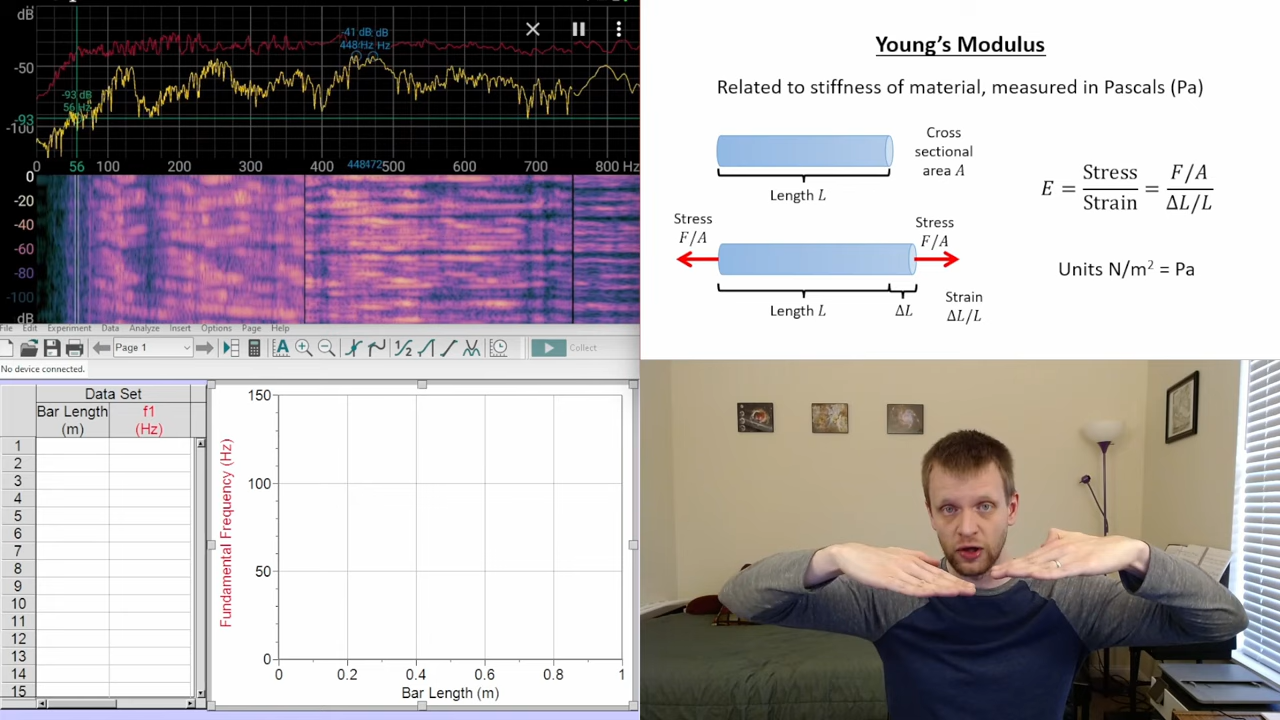 dB
-41 dB dB
448 Hz Hz
-50
-93 dB
56 Hz
-93
-100
0 56 100 200 300 400 448472 500 600 700 800 Hz
0
-20
-40
-60
-80
-100
dB
File Edit Experiment Data Analyze Insert Options Page Help
Page 1
Collect
No device connected.
Data Set
Bar Length
(m)
f1
(Hz)
1
2
3
4
5
6
7
8
9
10
11
12
13
14
15
Fundamental Frequency (Hz)
150
100
50
0
0 0.2 0.4 0.6 0.8 1
Bar Length (m)
Young's Modulus
Related to stiffness of material, measured in Pascals (Pa)
Cross
sectional
area A
Length L
E = Stress/Strain = F/A / ΔL/L
Stress
F/A
Stress
F/A
Units N/m² = Pa
Length L
ΔL
Strain
ΔL/L